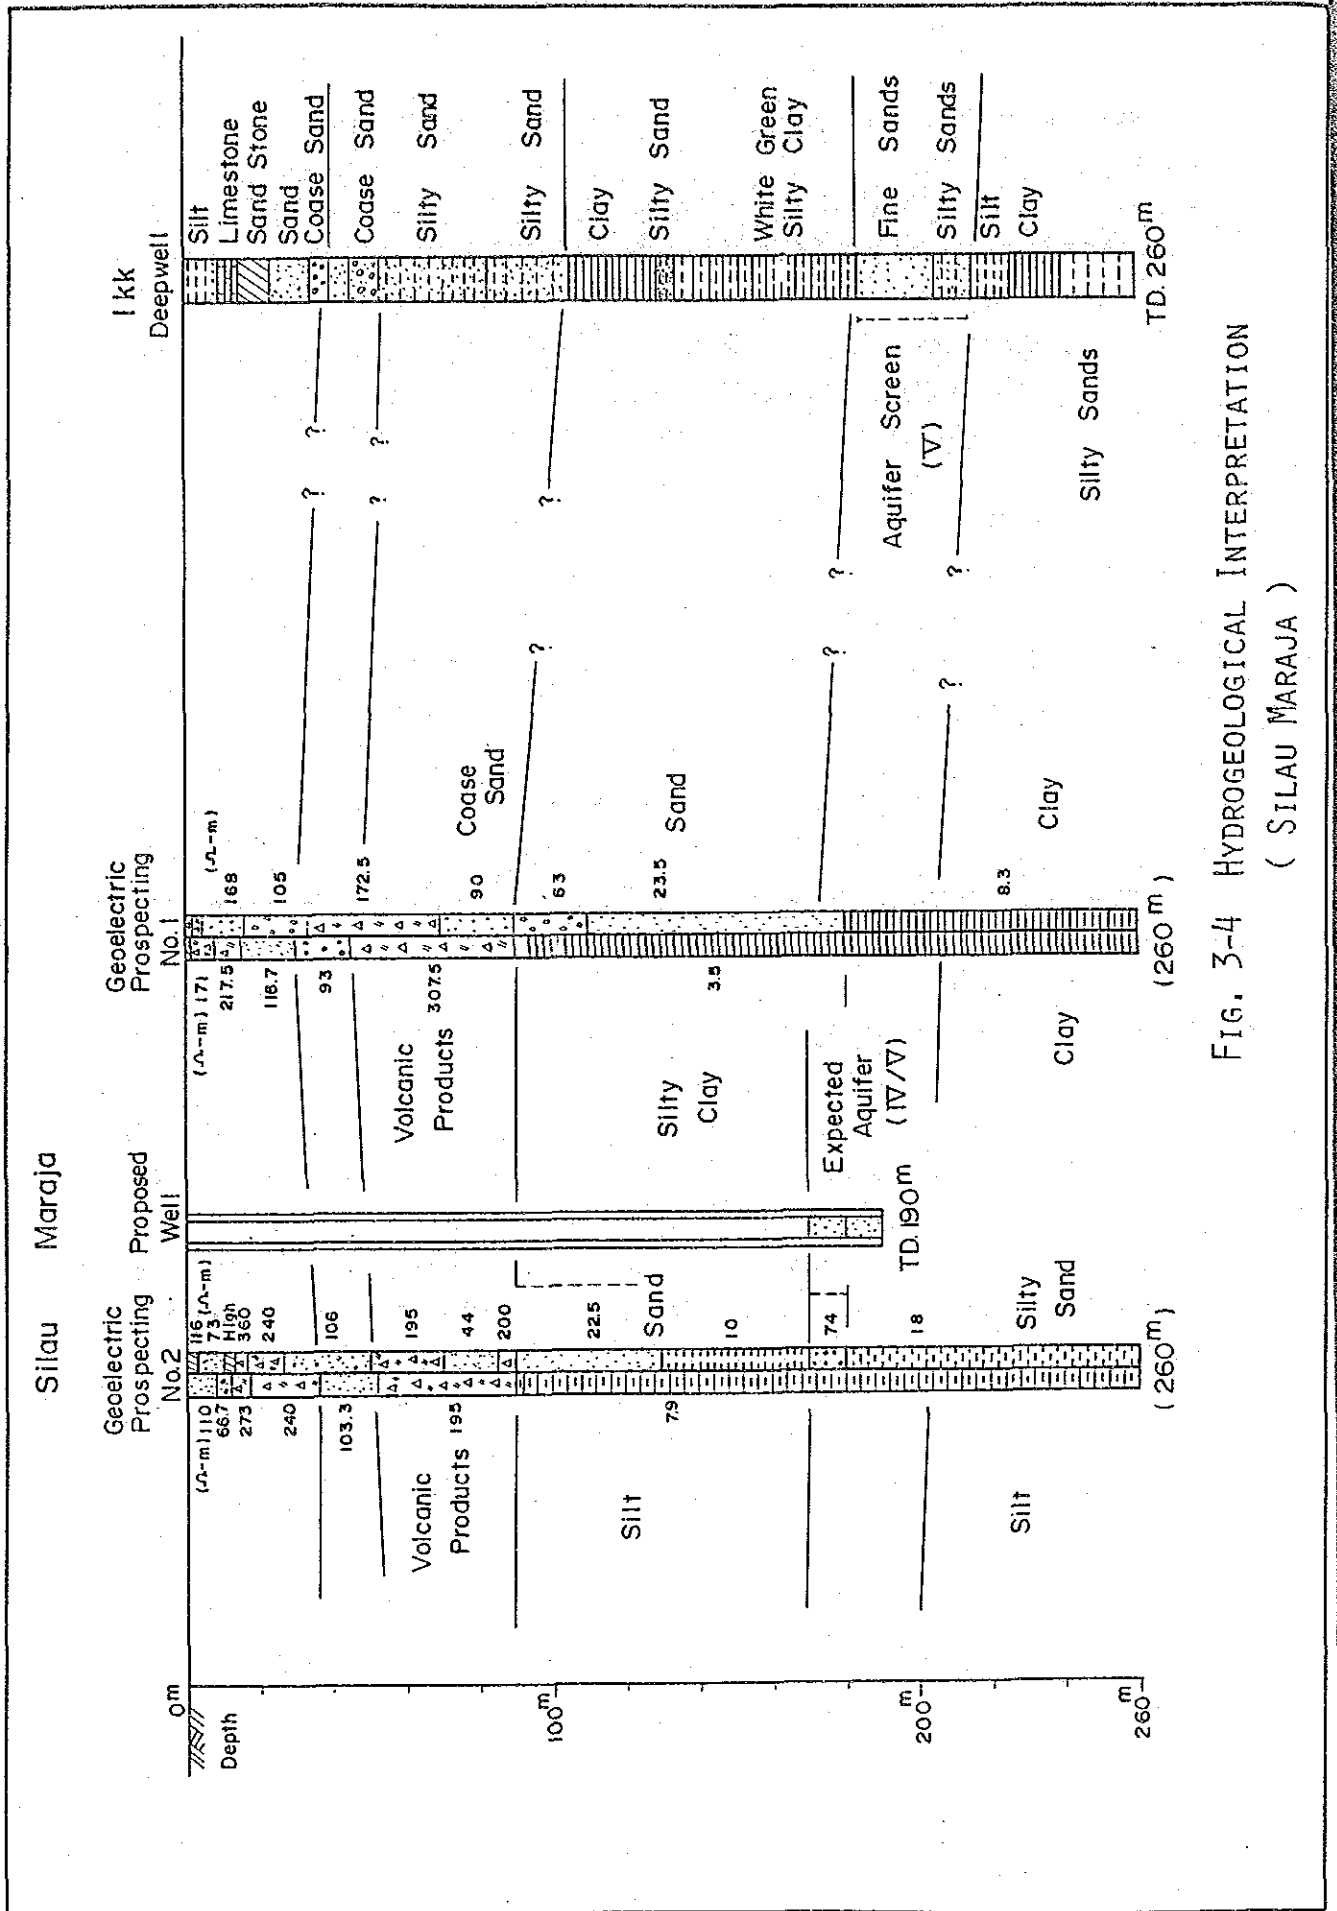 Silau Maraja
Geoelectric
Prospecting
No.2
Proposed
Well
Geoelectric
Prospecting
No.1
Ikk
Deepwell
0m
Depth
100m
200m
260m
(Ω-m) 110
66.7
273
240
103.3
195
7.9
116 (Ω-m)
73
High
360
240
106
195
44
200
22.5
10
74
18
(260m)
Volcanic
Products
Silt
Silt
Sand
Silty
Sand
TD. 190m
(Ω-m) 171
217.5
116.7
93
307.5
3.5
(Ω-m)
168
105
172.5
90
63
23.5
8.3
(260m)
Volcanic
Products
Silty
Clay
Expected
Aquifer
(IV/V)
Clay
Coase
Sand
Sand
Clay
? ?
? ?
? ?
? ?
? ?
Aquifer Screen
(V)
Silty Sands
Silt
Limestone
Sand Stone
Sand
Coase Sand
Coase Sand
Silty Sand
Silty Sand
Clay
Silty Sand
White Green
Silty Clay
Fine Sands
Silty Sands
Silt
Clay
TD. 260m
FIG. 3-4 HYDROGEOLOGICAL INTERPRETATION
( SILAU MARAJA )